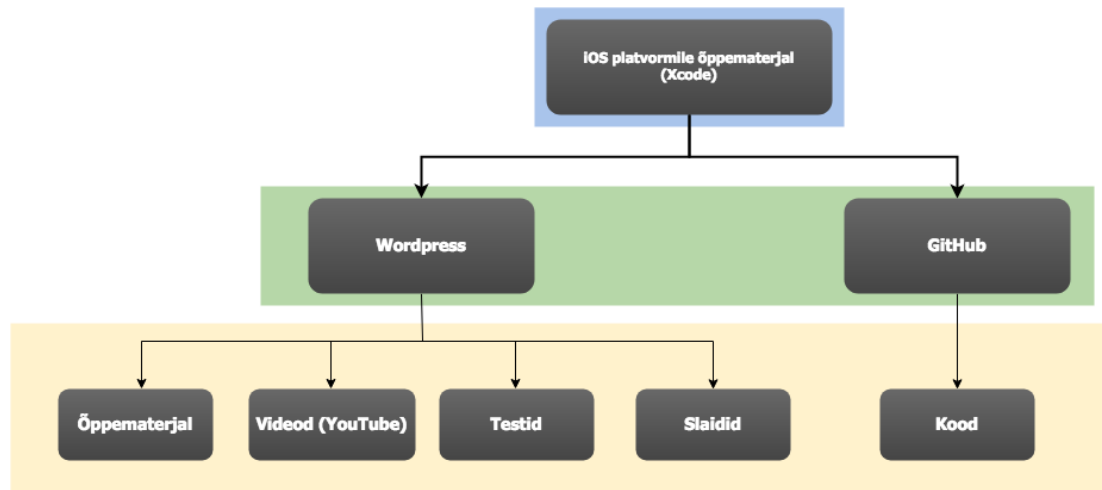 iOS platvormile õppematerjal
(Xcode)
Wordpress
GitHub
Õppematerjal
Videod (YouTube)
Testid
Slaidid
Kood